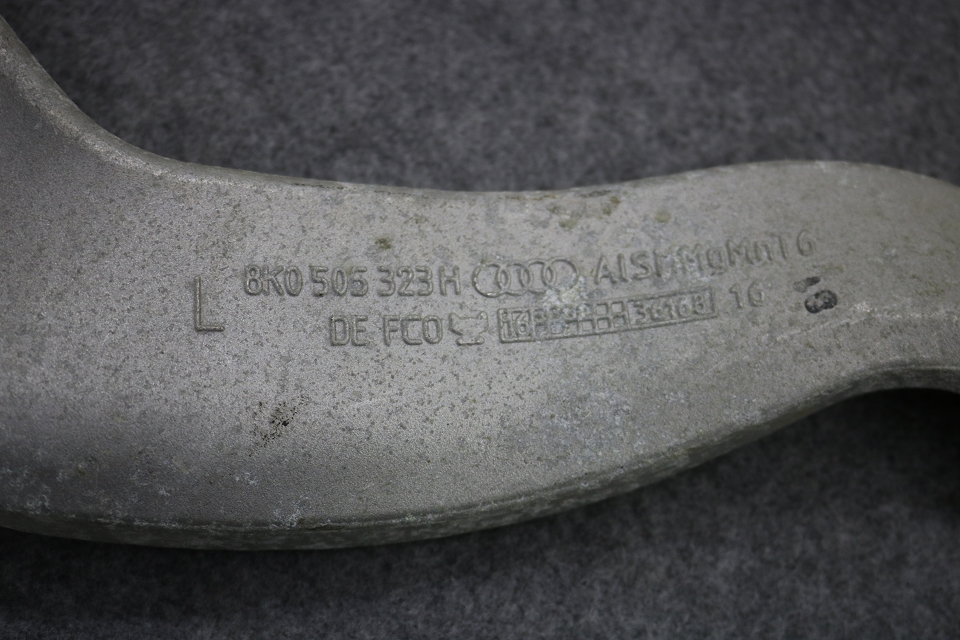 L
8K0 505 323 H AlSi1MgMnT6
DE FCO 16